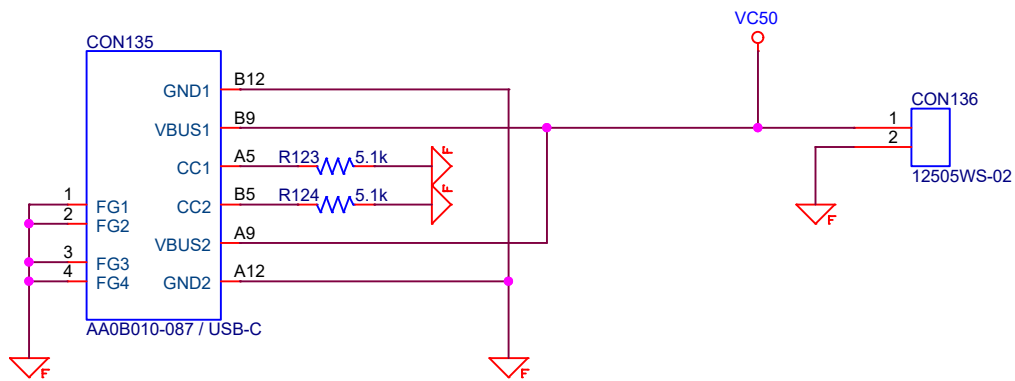 VC50
CON135
B12
GND1
B9
VBUS1
CON136
1
2
12505WS-02
A5
CC1
R123 5.1k
F
B5
CC2
R124 5.1k
F
1
FG1
2
FG2
A9
VBUS2
3
FG3
4
FG4
A12
GND2
AA0B010-087 / USB-C
F
F
F